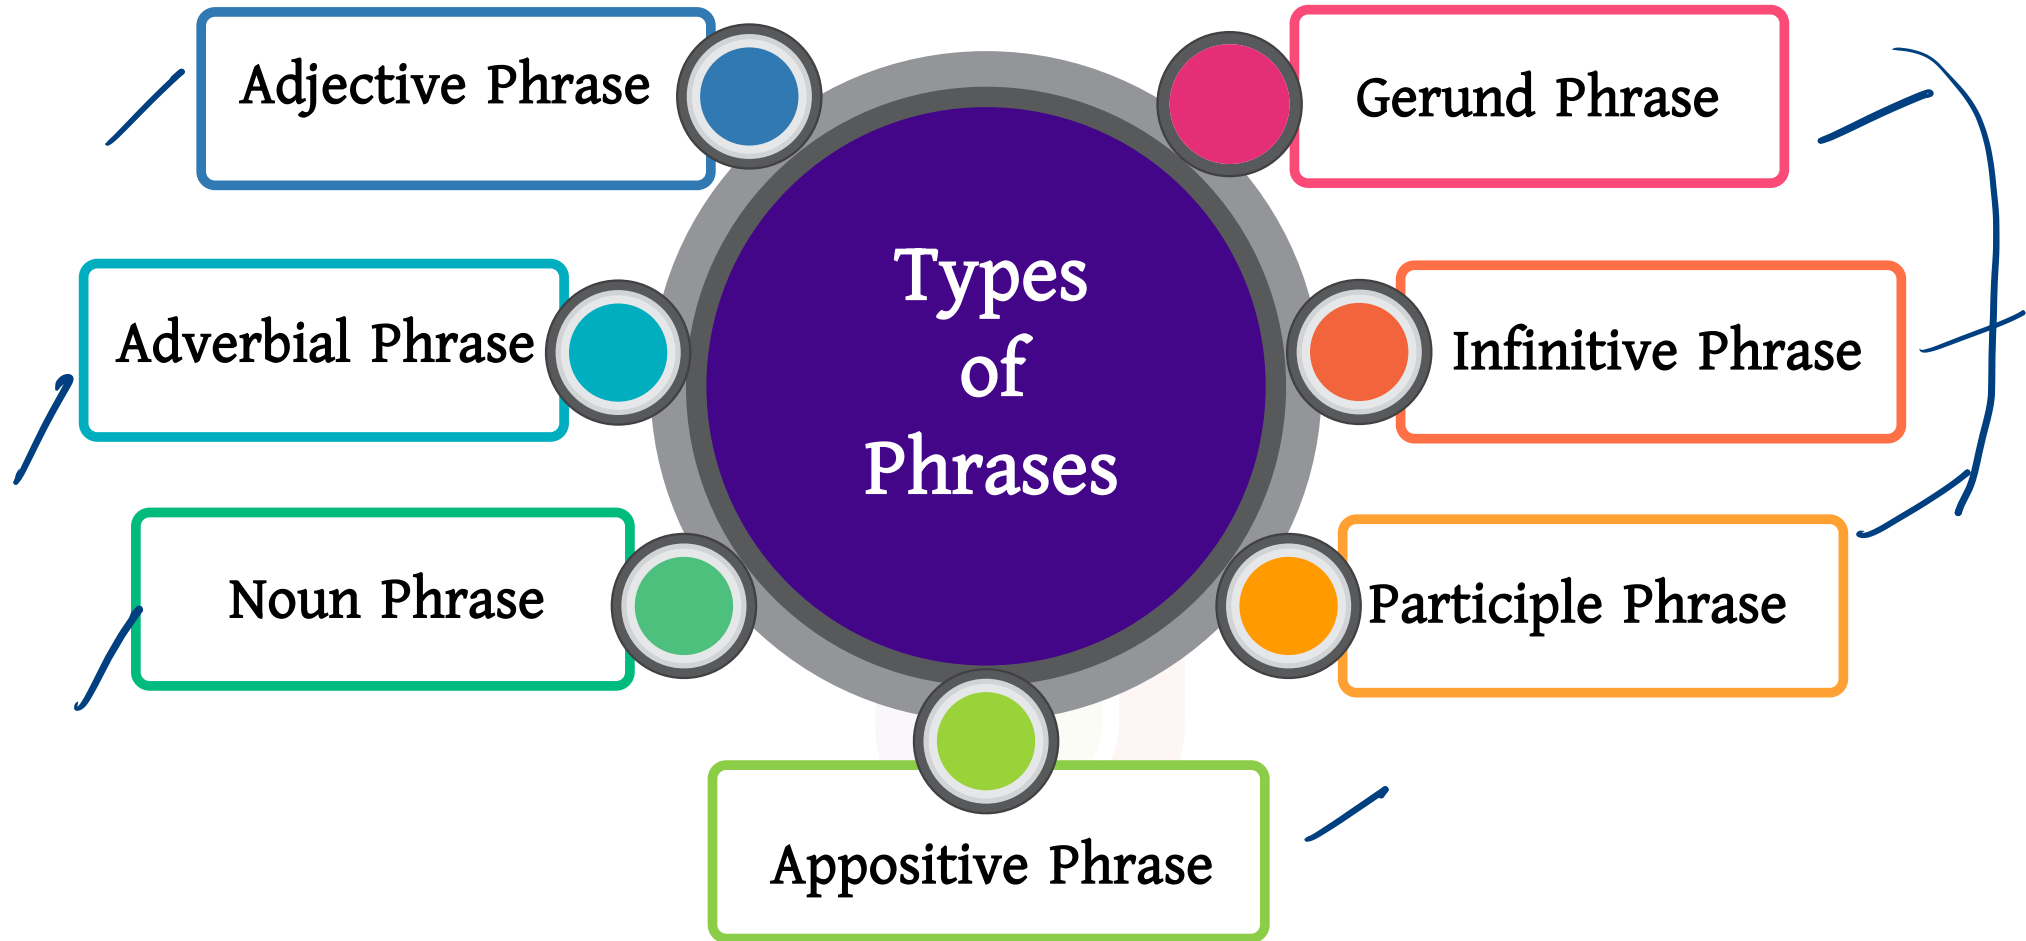 Types
of
Phrases
Adjective Phrase
Adverbial Phrase
Noun Phrase
Appositive Phrase
Gerund Phrase
Infinitive Phrase
Participle Phrase